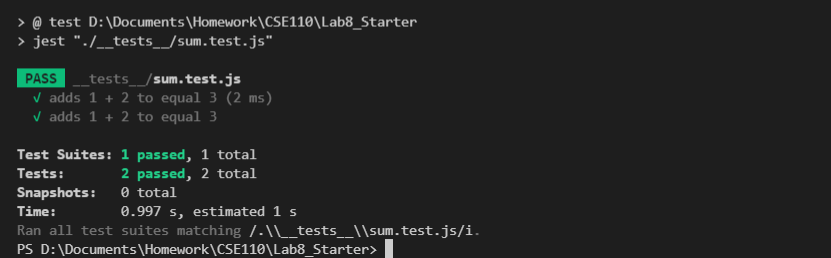 > @ test D:\Documents\Homework\CSE110\Lab8_Starter
> jest "./__tests__/sum.test.js"
PASS __tests__/sum.test.js
√ adds 1 + 2 to equal 3 (2 ms)
√ adds 1 + 2 to equal 3
Test Suites: 1 passed, 1 total
Tests: 2 passed, 2 total
Snapshots: 0 total
Time: 0.997 s, estimated 1 s
Ran all test suites matching /.\\__tests__\\sum.test.js/i.
PS D:\Documents\Homework\CSE110\Lab8_Starter>